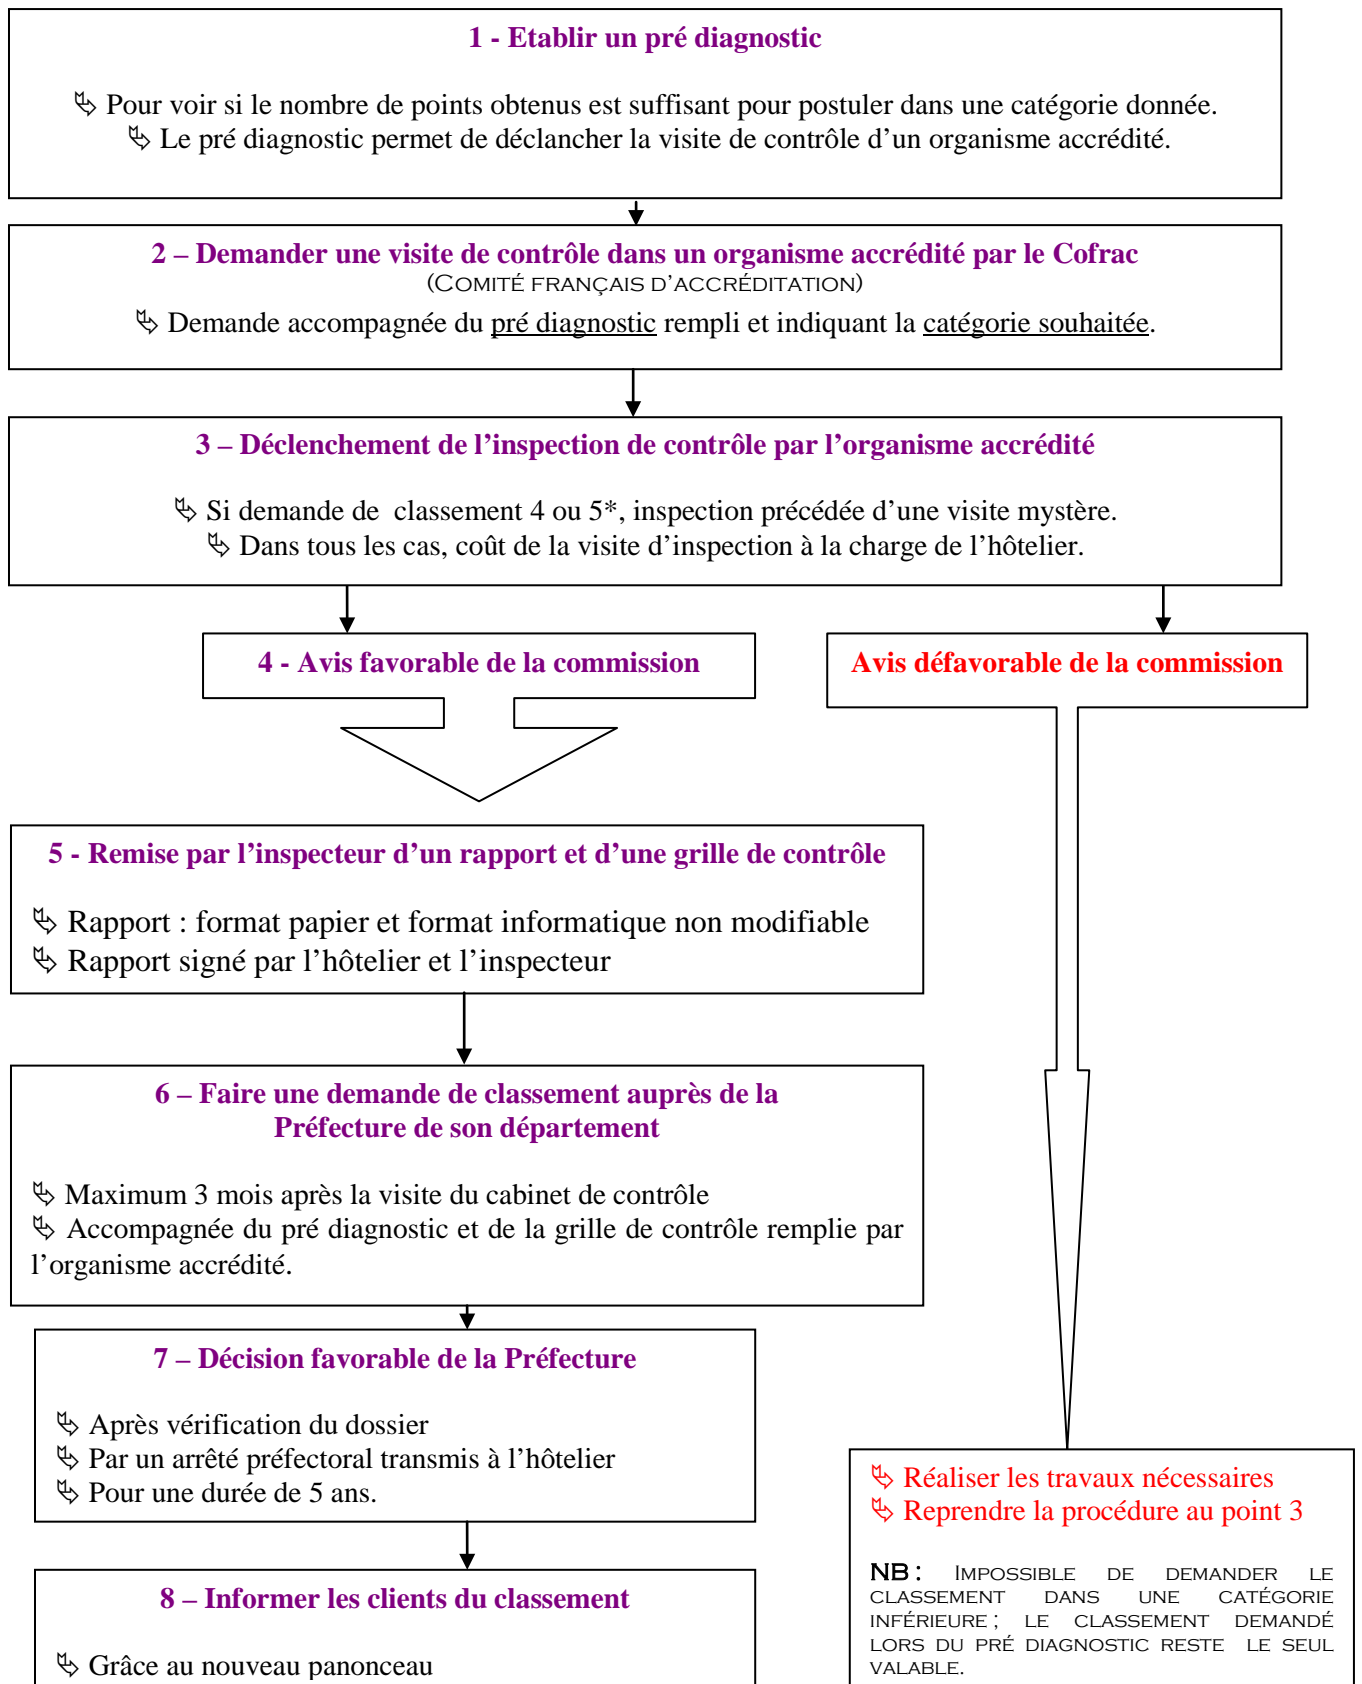 1 - Etablir un pré diagnostic
Pour voir si le nombre de points obtenus est suffisant pour postuler dans une catégorie donnée.
Le pré diagnostic permet de déclancher la visite de contrôle d’un organisme accrédité.
2 – Demander une visite de contrôle dans un organisme accrédité par le Cofrac
(COMITÉ FRANÇAIS D’ACCRÉDITATION)
Demande accompagnée du pré diagnostic rempli et indiquant la catégorie souhaitée.
3 – Déclenchement de l’inspection de contrôle par l’organisme accrédité
Si demande de classement 4 ou 5*, inspection précédée d’une visite mystère.
Dans tous les cas, coût de la visite d’inspection à la charge de l’hôtelier.
4 - Avis favorable de la commission
Avis défavorable de la commission
5 - Remise par l’inspecteur d’un rapport et d’une grille de contrôle
Rapport : format papier et format informatique non modifiable
Rapport signé par l’hôtelier et l’inspecteur
6 – Faire une demande de classement auprès de la
Préfecture de son département
Maximum 3 mois après la visite du cabinet de contrôle
Accompagnée du pré diagnostic et de la grille de contrôle remplie par
l’organisme accrédité.
7 – Décision favorable de la Préfecture
Après vérification du dossier
Par un arrêté préfectoral transmis à l’hôtelier
Pour une durée de 5 ans.
8 – Informer les clients du classement
Grâce au nouveau panonceau
Réaliser les travaux nécessaires
Reprendre la procédure au point 3
NB : IMPOSSIBLE DE DEMANDER LE
CLASSEMENT DANS UNE CATÉGORIE
INFÉRIEURE ; LE CLASSEMENT DEMANDÉ
LORS DU PRÉ DIAGNOSTIC RESTE LE SEUL
VALABLE.